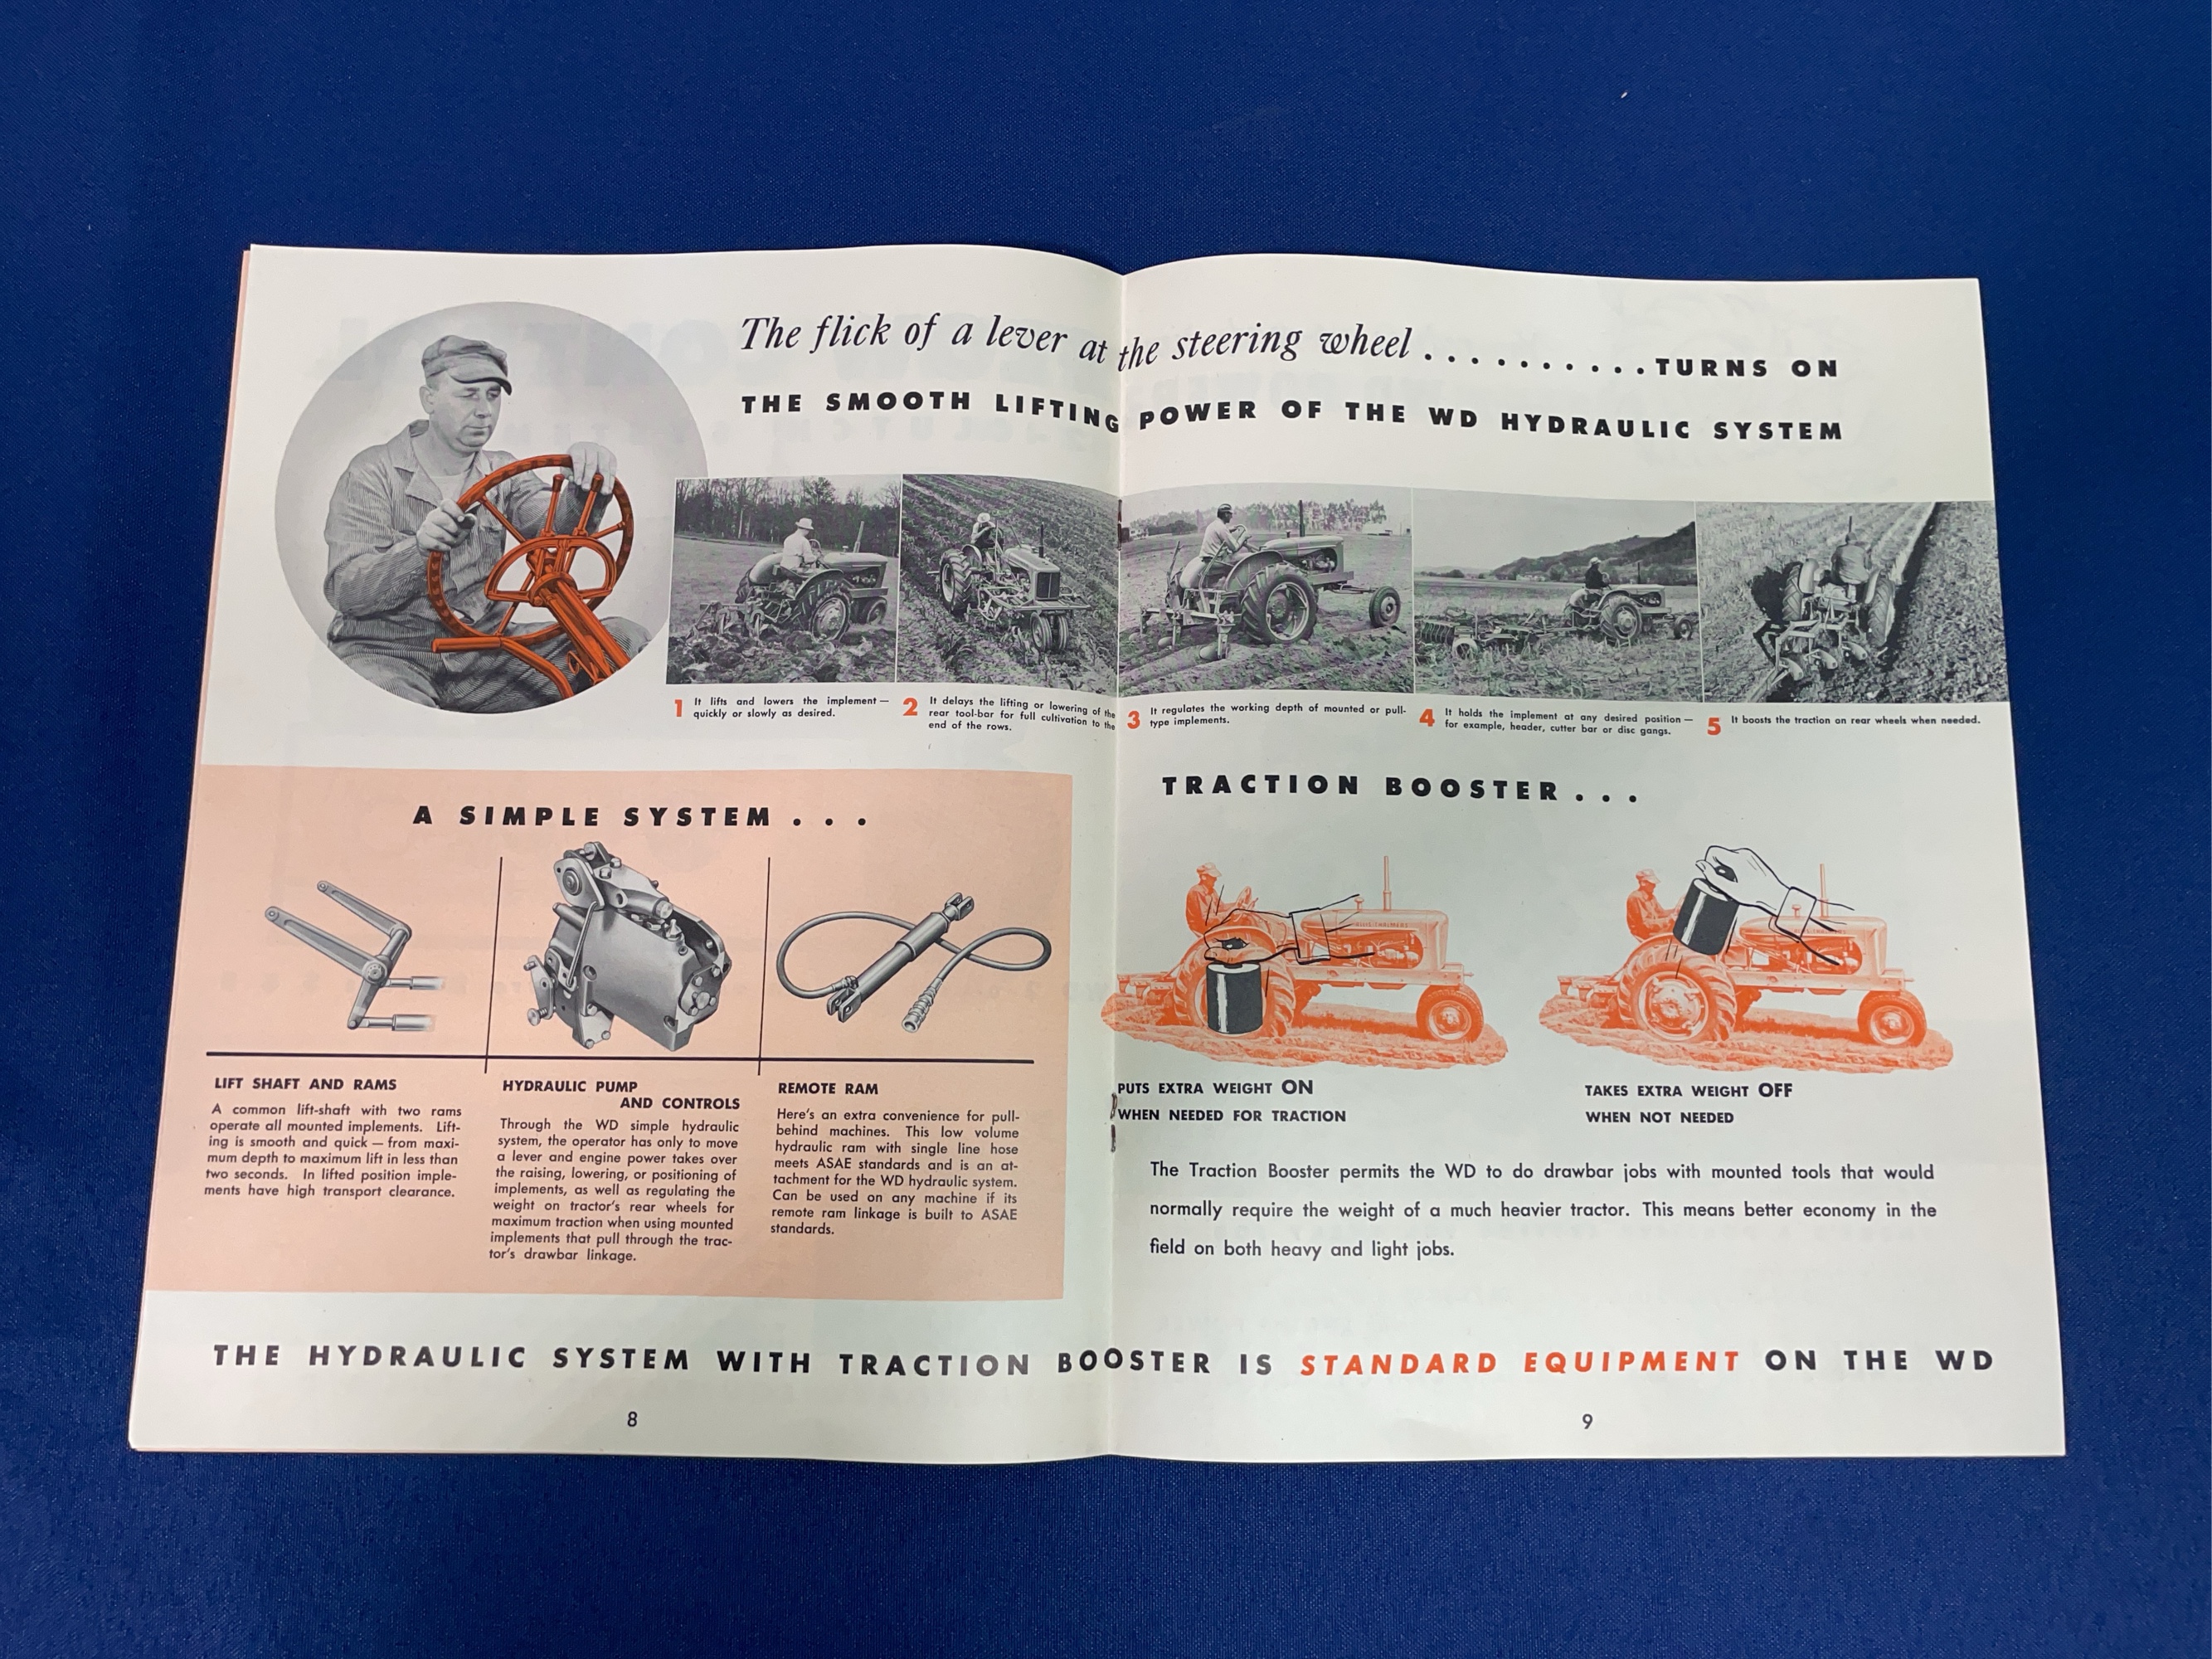 The flick of a lever at the steering wheel . . . . . . . . . . TURNS ON
THE SMOOTH LIFTING POWER OF THE WD HYDRAULIC SYSTEM
1 It lifts and lowers the implement —
quickly or slowly as desired.
2 It delays the lifting or lowering of the
rear tool-bar for full cultivation to the
end of the rows.
3 It regulates the working depth of mounted or pull-
type implements.
4 It holds the implement at any desired position —
for example, header, cutter bar or disc gangs.
5 It boosts the traction on rear wheels when needed.
A SIMPLE SYSTEM . . .
LIFT SHAFT AND RAMS
A common lift-shaft with two rams
operate all mounted implements. Lift-
ing is smooth and quick — from maxi-
mum depth to maximum lift in less than
two seconds. In lifted position imple-
ments have high transport clearance.
HYDRAULIC PUMP
AND CONTROLS
Through the WD simple hydraulic
system, the operator has only to move
a lever and engine power takes over
the raising, lowering, or positioning of
implements, as well as regulating the
weight on tractor's rear wheels for
maximum traction when using mounted
implements that pull through the trac-
tor's drawbar linkage.
REMOTE RAM
Here's an extra convenience for pull-
behind machines. This low volume
hydraulic ram with single line hose
meets ASAE standards and is an at-
tachment for the WD hydraulic system.
Can be used on any machine if its
remote ram linkage is built to ASAE
standards.
TRACTION BOOSTER . . .
PUTS EXTRA WEIGHT ON
WHEN NEEDED FOR TRACTION
TAKES EXTRA WEIGHT OFF
WHEN NOT NEEDED
The Traction Booster permits the WD to do drawbar jobs with mounted tools that would
normally require the weight of a much heavier tractor. This means better economy in the
field on both heavy and light jobs.
THE HYDRAULIC SYSTEM WITH TRACTION BOOSTER IS STANDARD EQUIPMENT ON THE WD
8
9